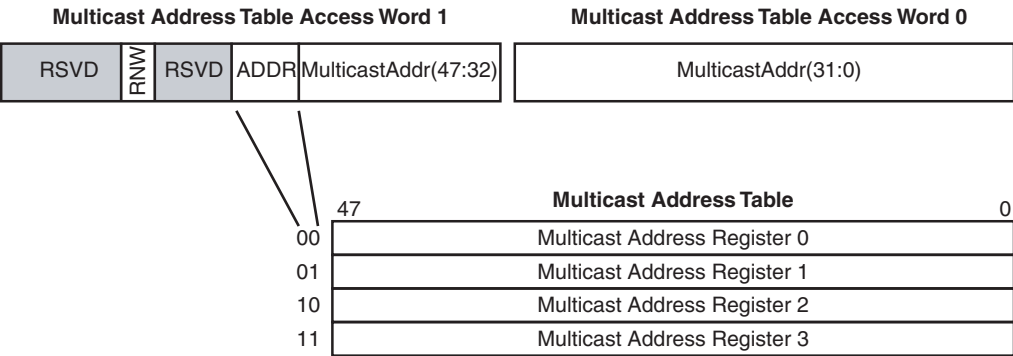 Multicast Address Table Access Word 1
Multicast Address Table Access Word 0
RSVD RNW RSVD ADDR MulticastAddr(47:32)
MulticastAddr(31:0)
Multicast Address Table
47 0
00 Multicast Address Register 0
01 Multicast Address Register 1
10 Multicast Address Register 2
11 Multicast Address Register 3